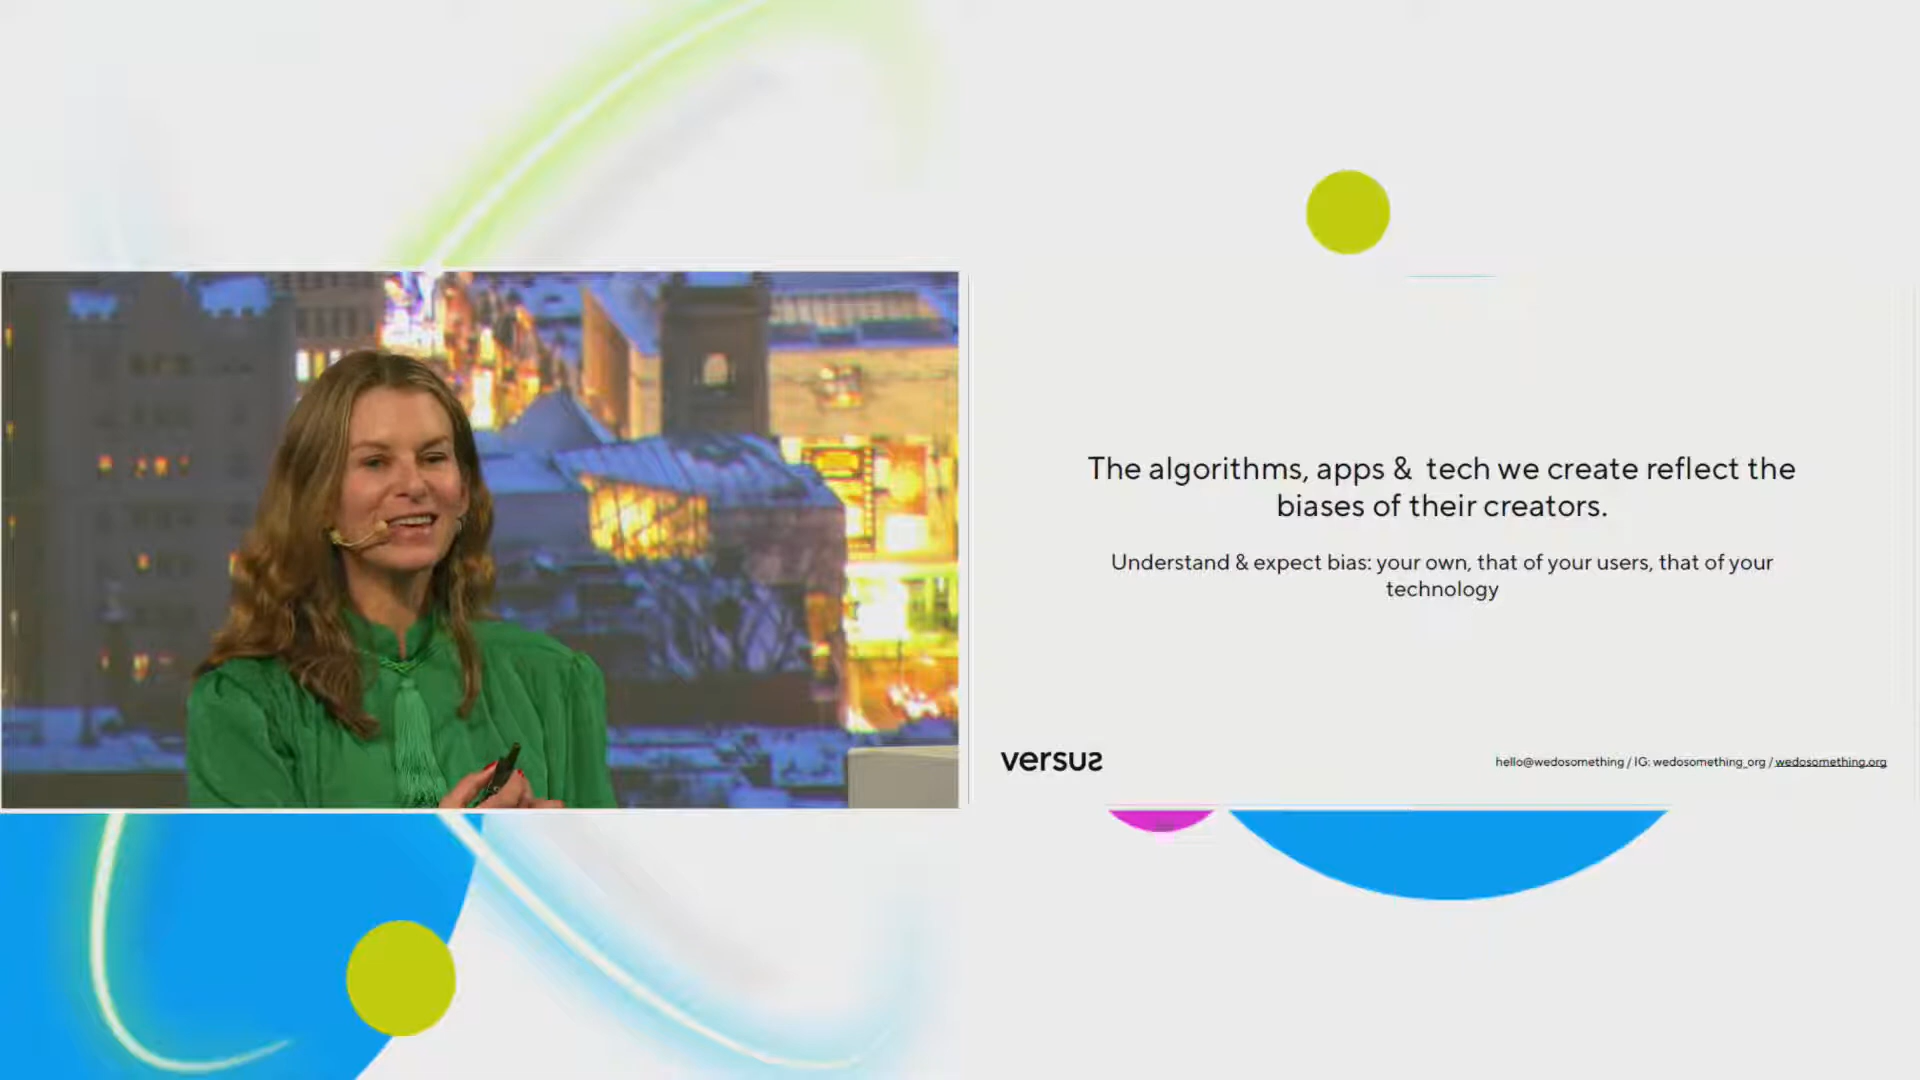 The algorithms, apps & tech we create reflect the
biases of their creators.
Understand & expect bias: your own, that of your users, that of your
technology
versus
hello@wedosomething / IG: wedosomething_org / wedosomething.org